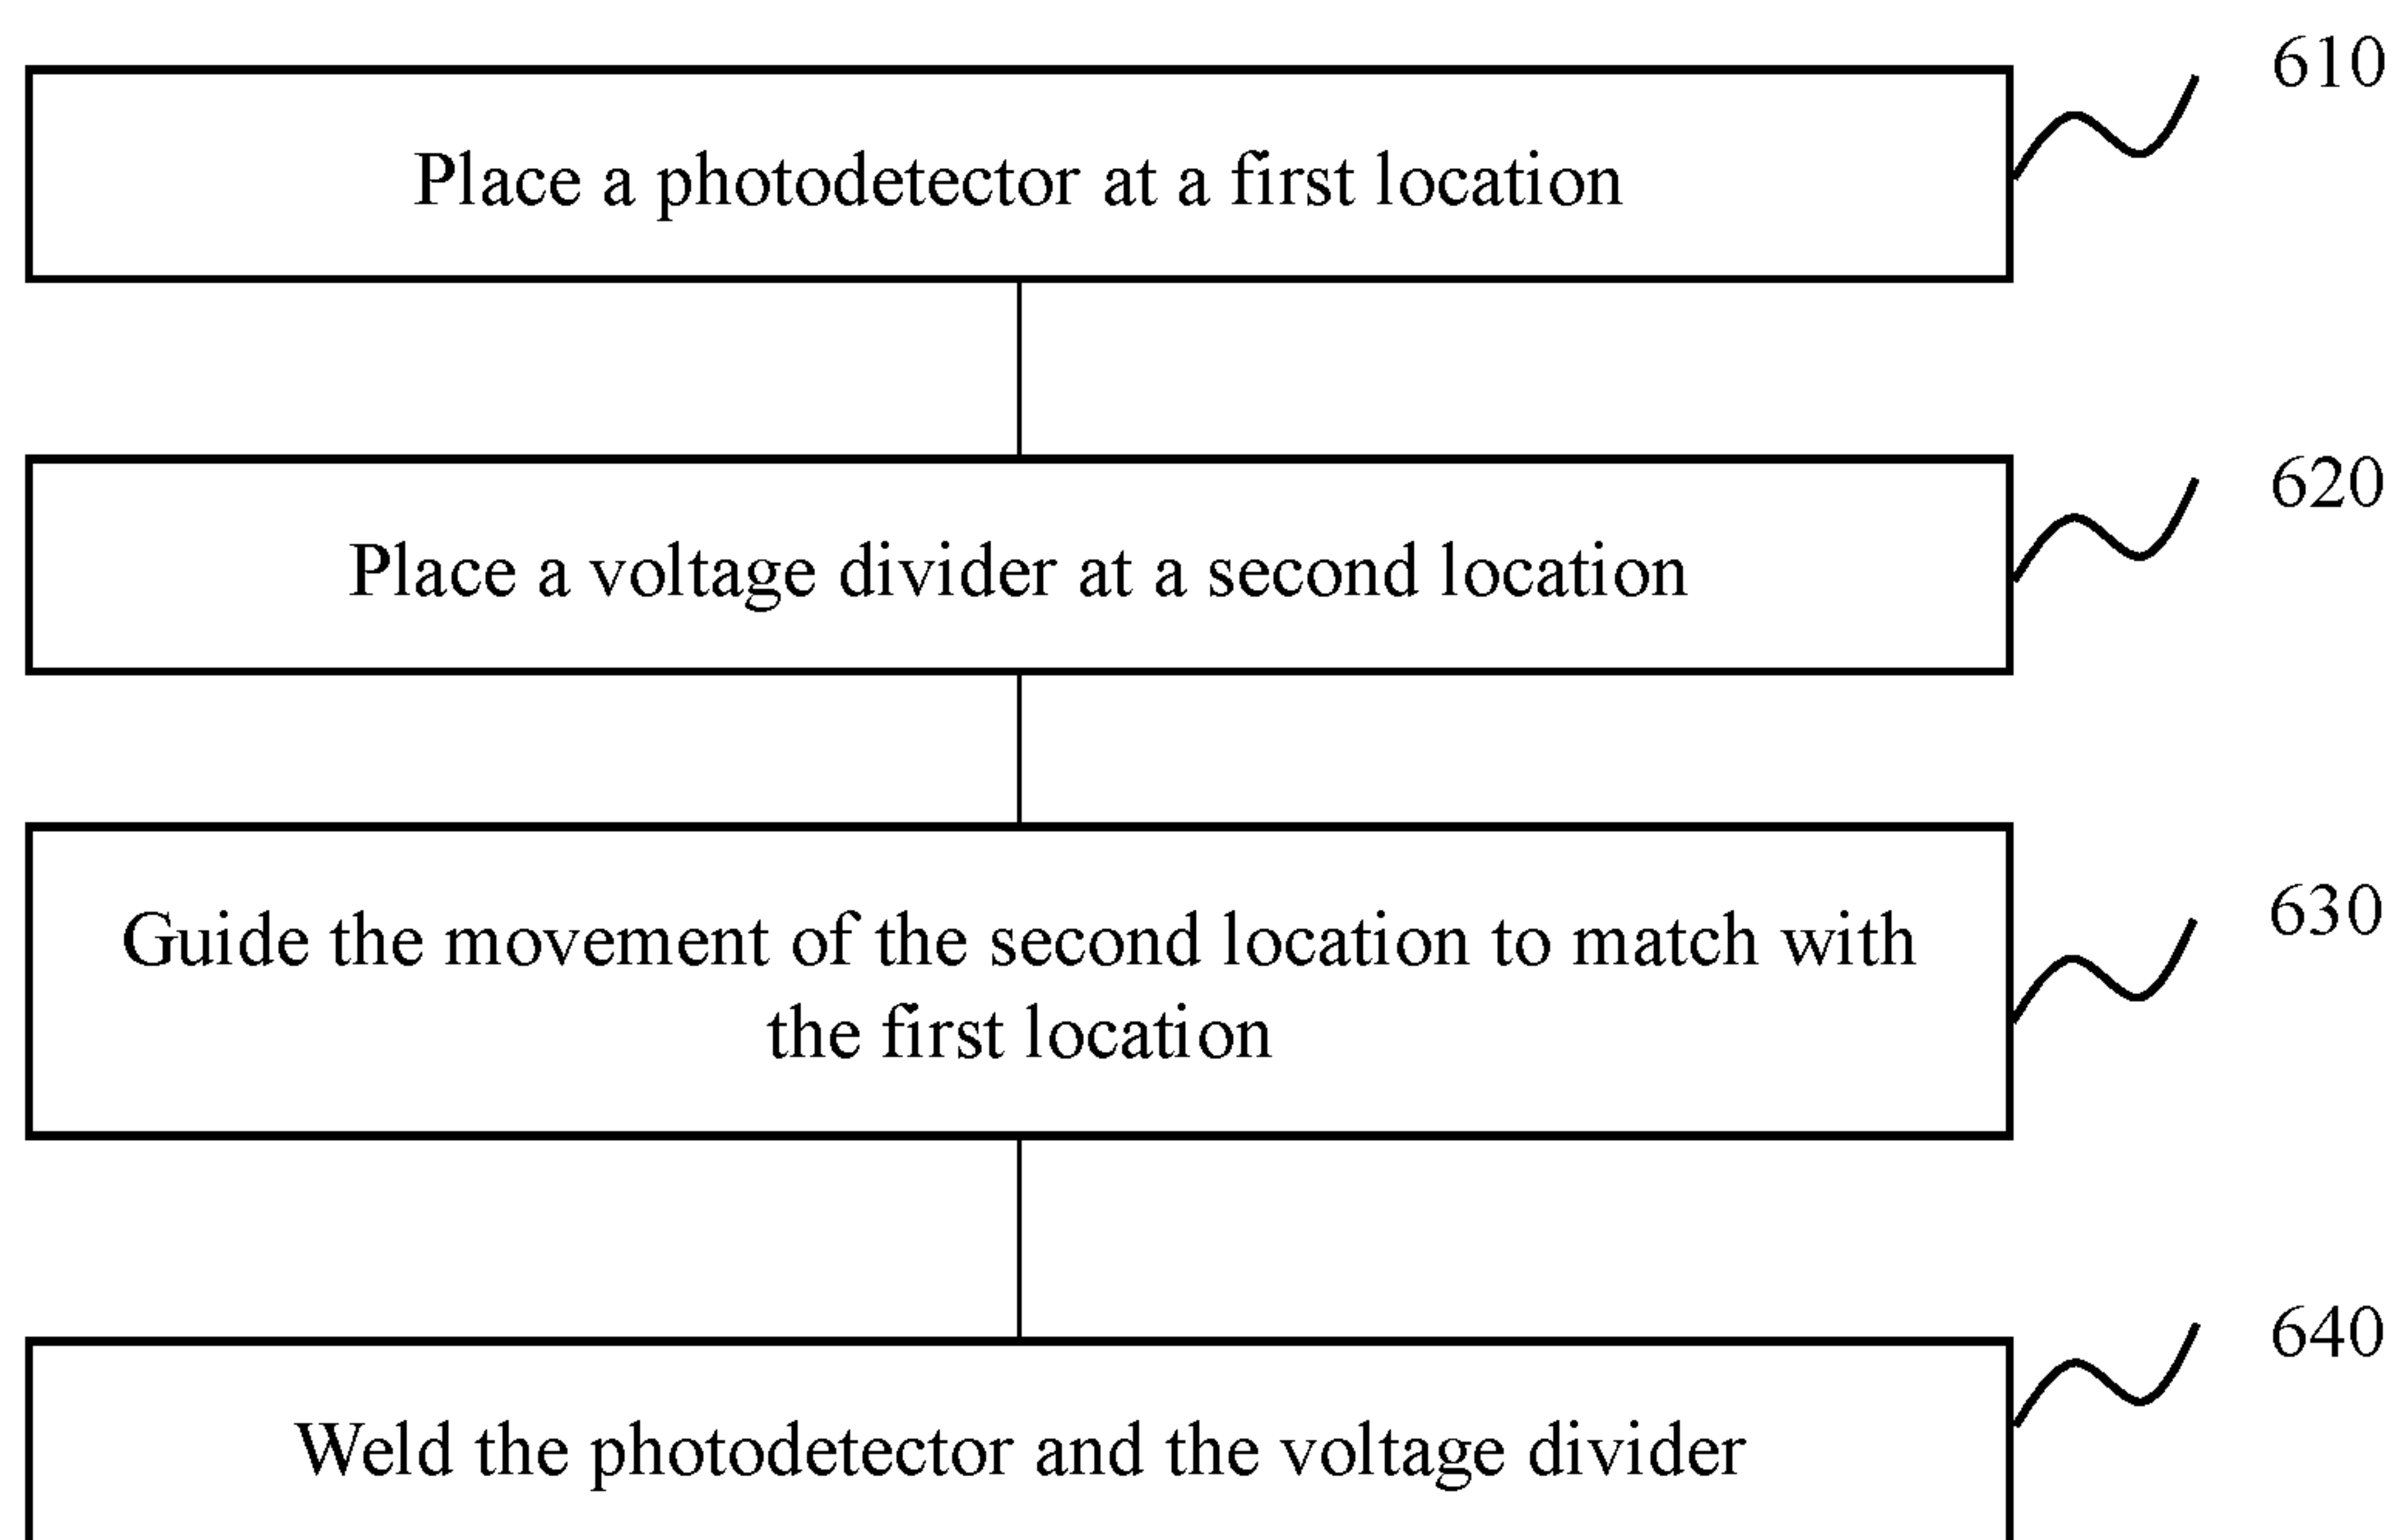 610
Place a photodetector at a first location
620
Place a voltage divider at a second location
630
Guide the movement of the second location to match with
the first location
640
Weld the photodetector and the voltage divider